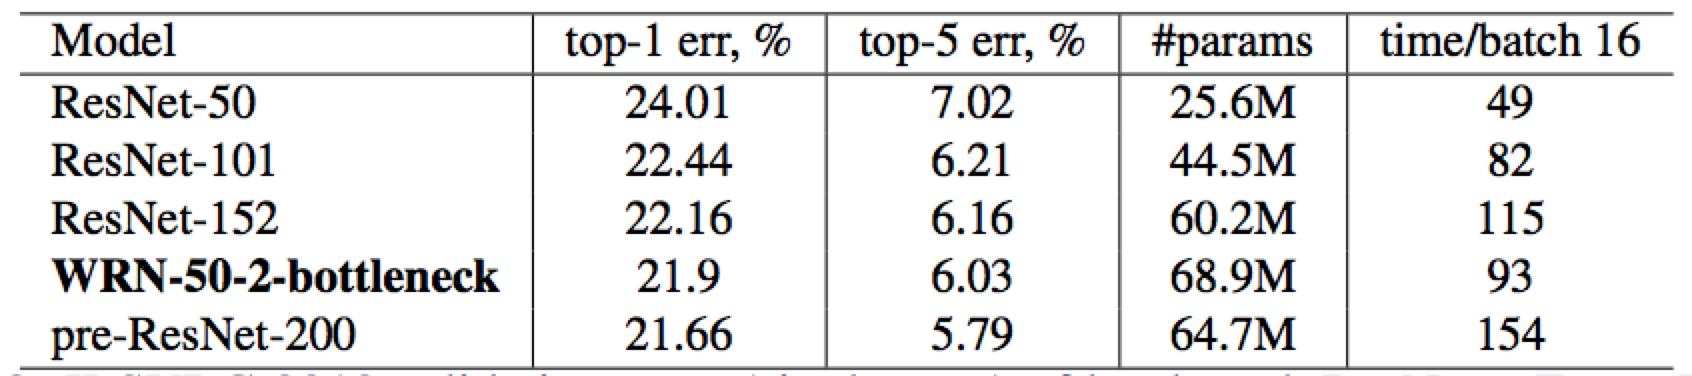 Model top-1 err, % top-5 err, % #params time/batch 16
ResNet-50 24.01 7.02 25.6M 49
ResNet-101 22.44 6.21 44.5M 82
ResNet-152 22.16 6.16 60.2M 115
WRN-50-2-bottleneck 21.9 6.03 68.9M 93
pre-ResNet-200 21.66 5.79 64.7M 154